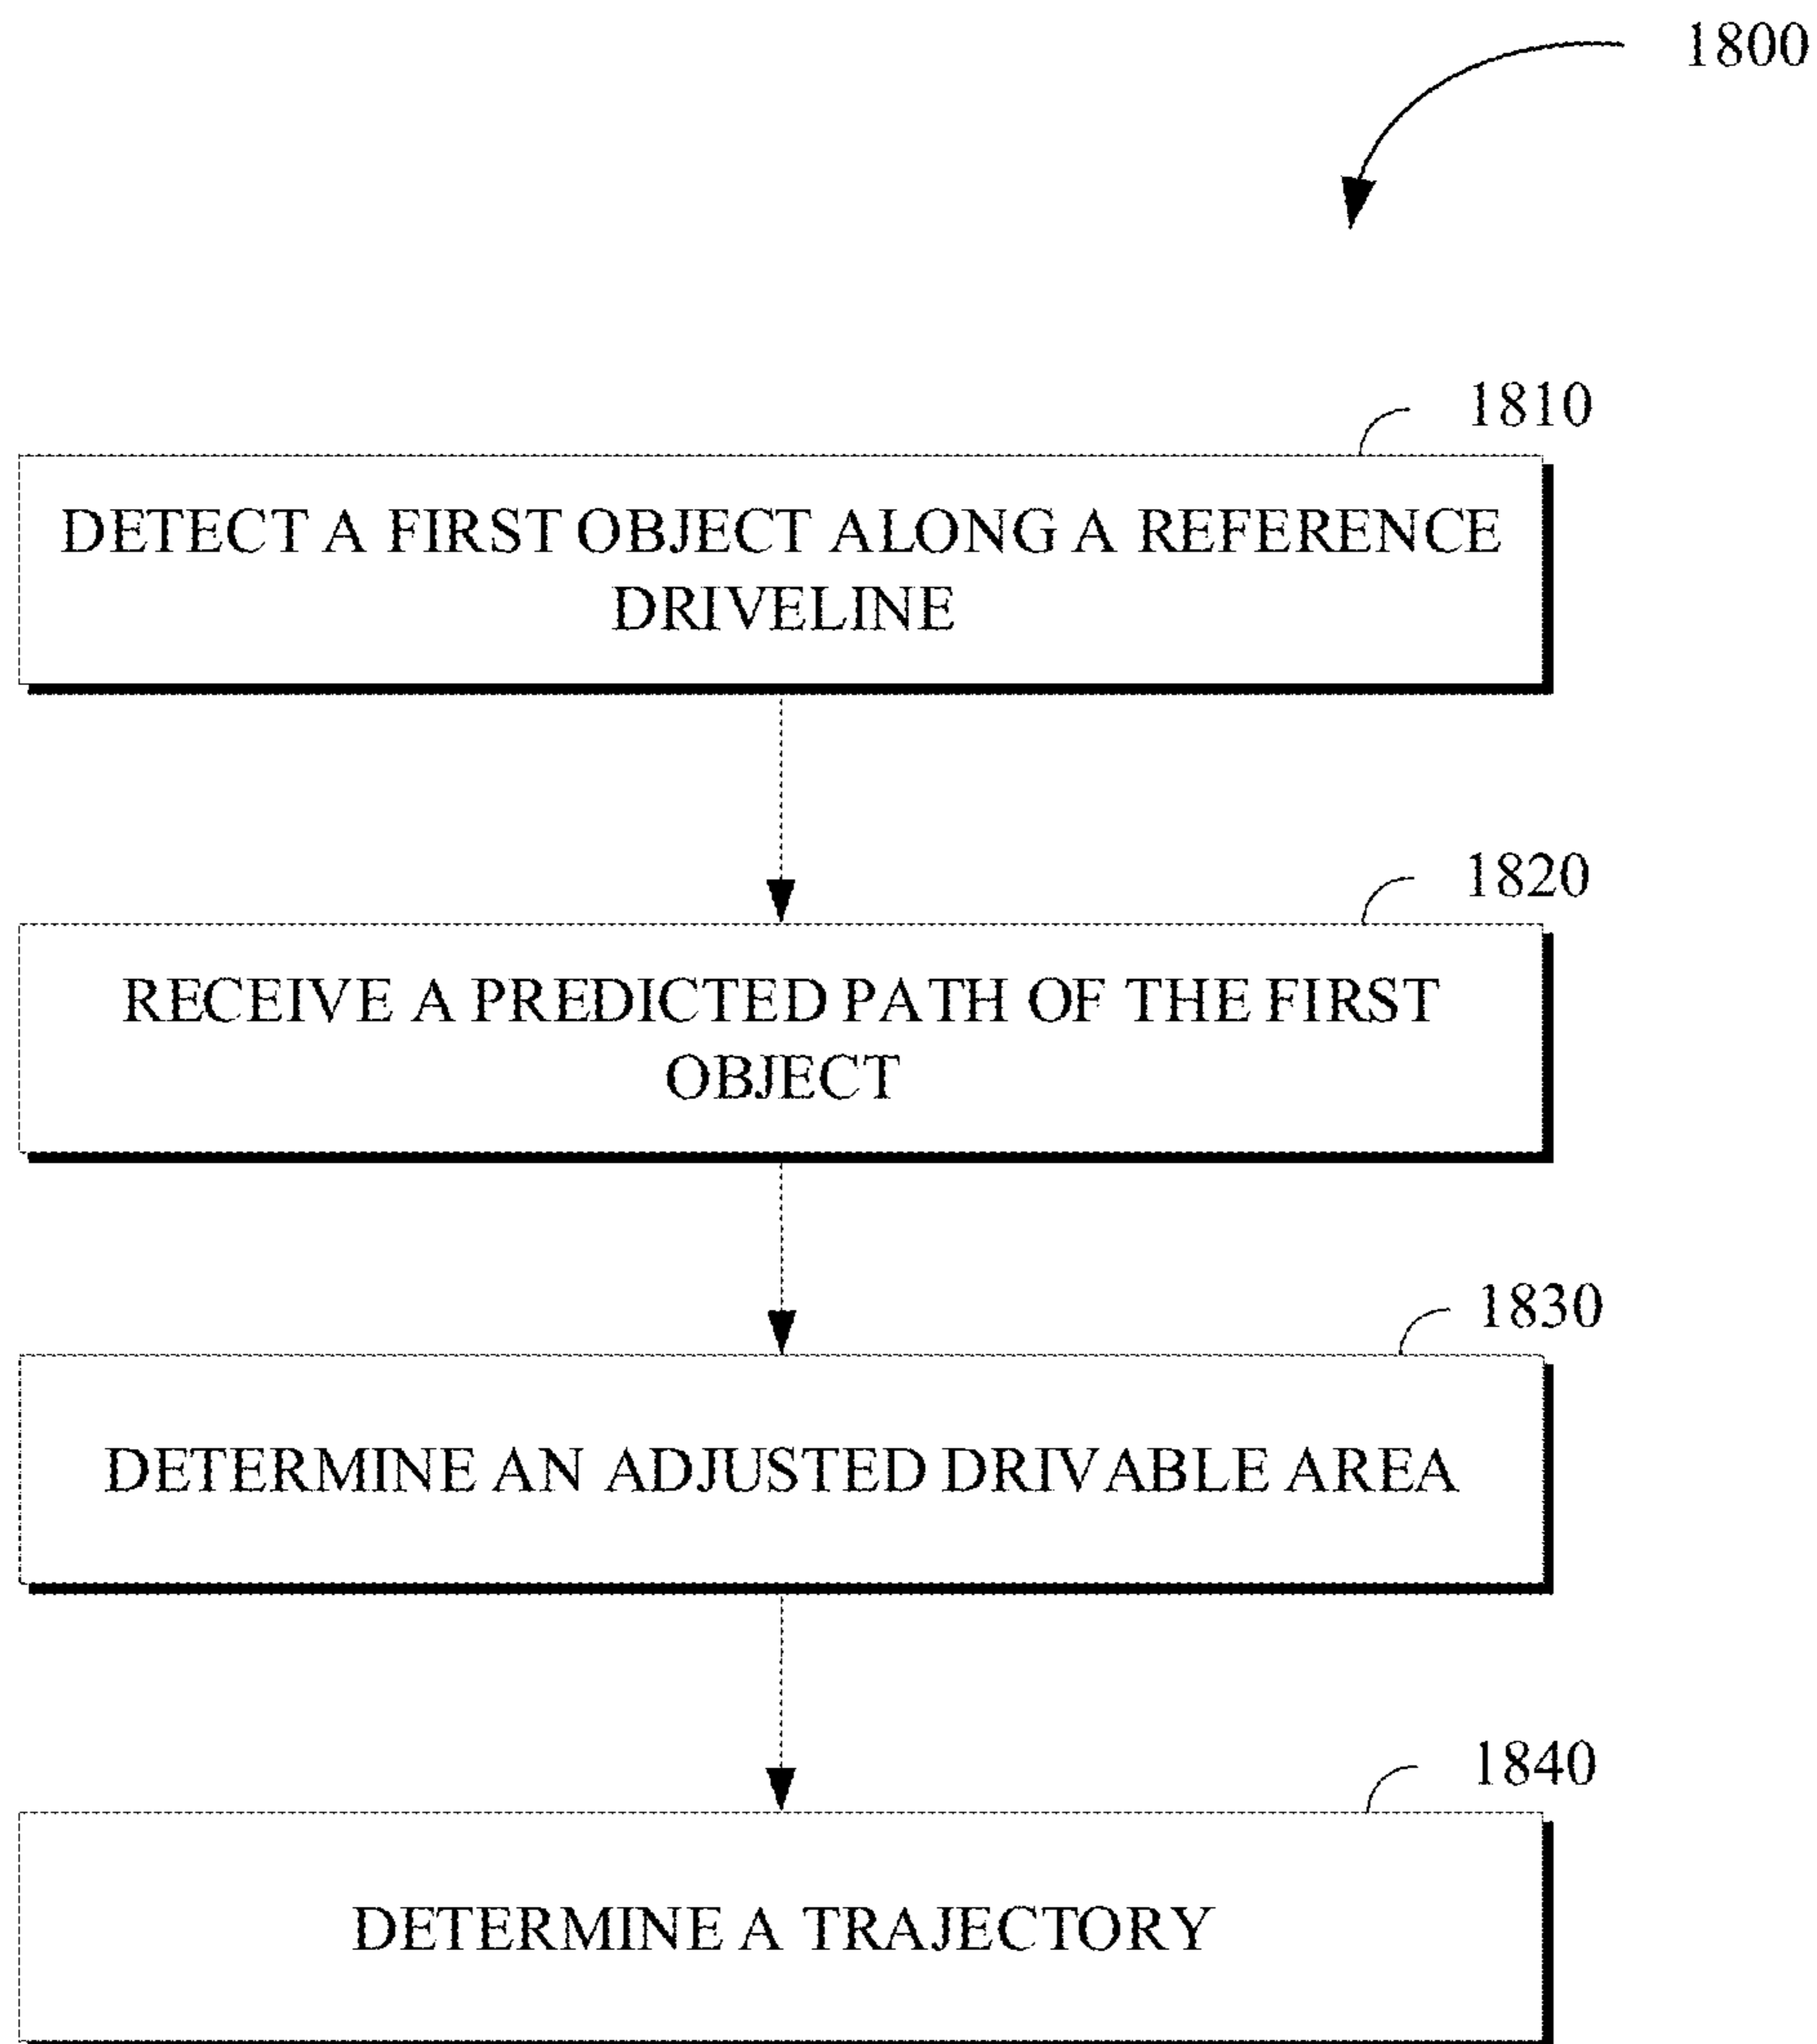 1800
1810
DETECT A FIRST OBJECT ALONG A REFERENCE
DRIVELINE
1820
RECEIVE A PREDICTED PATH OF THE FIRST
OBJECT
1830
DETERMINE AN ADJUSTED DRIVABLE AREA
1840
DETERMINE A TRAJECTORY